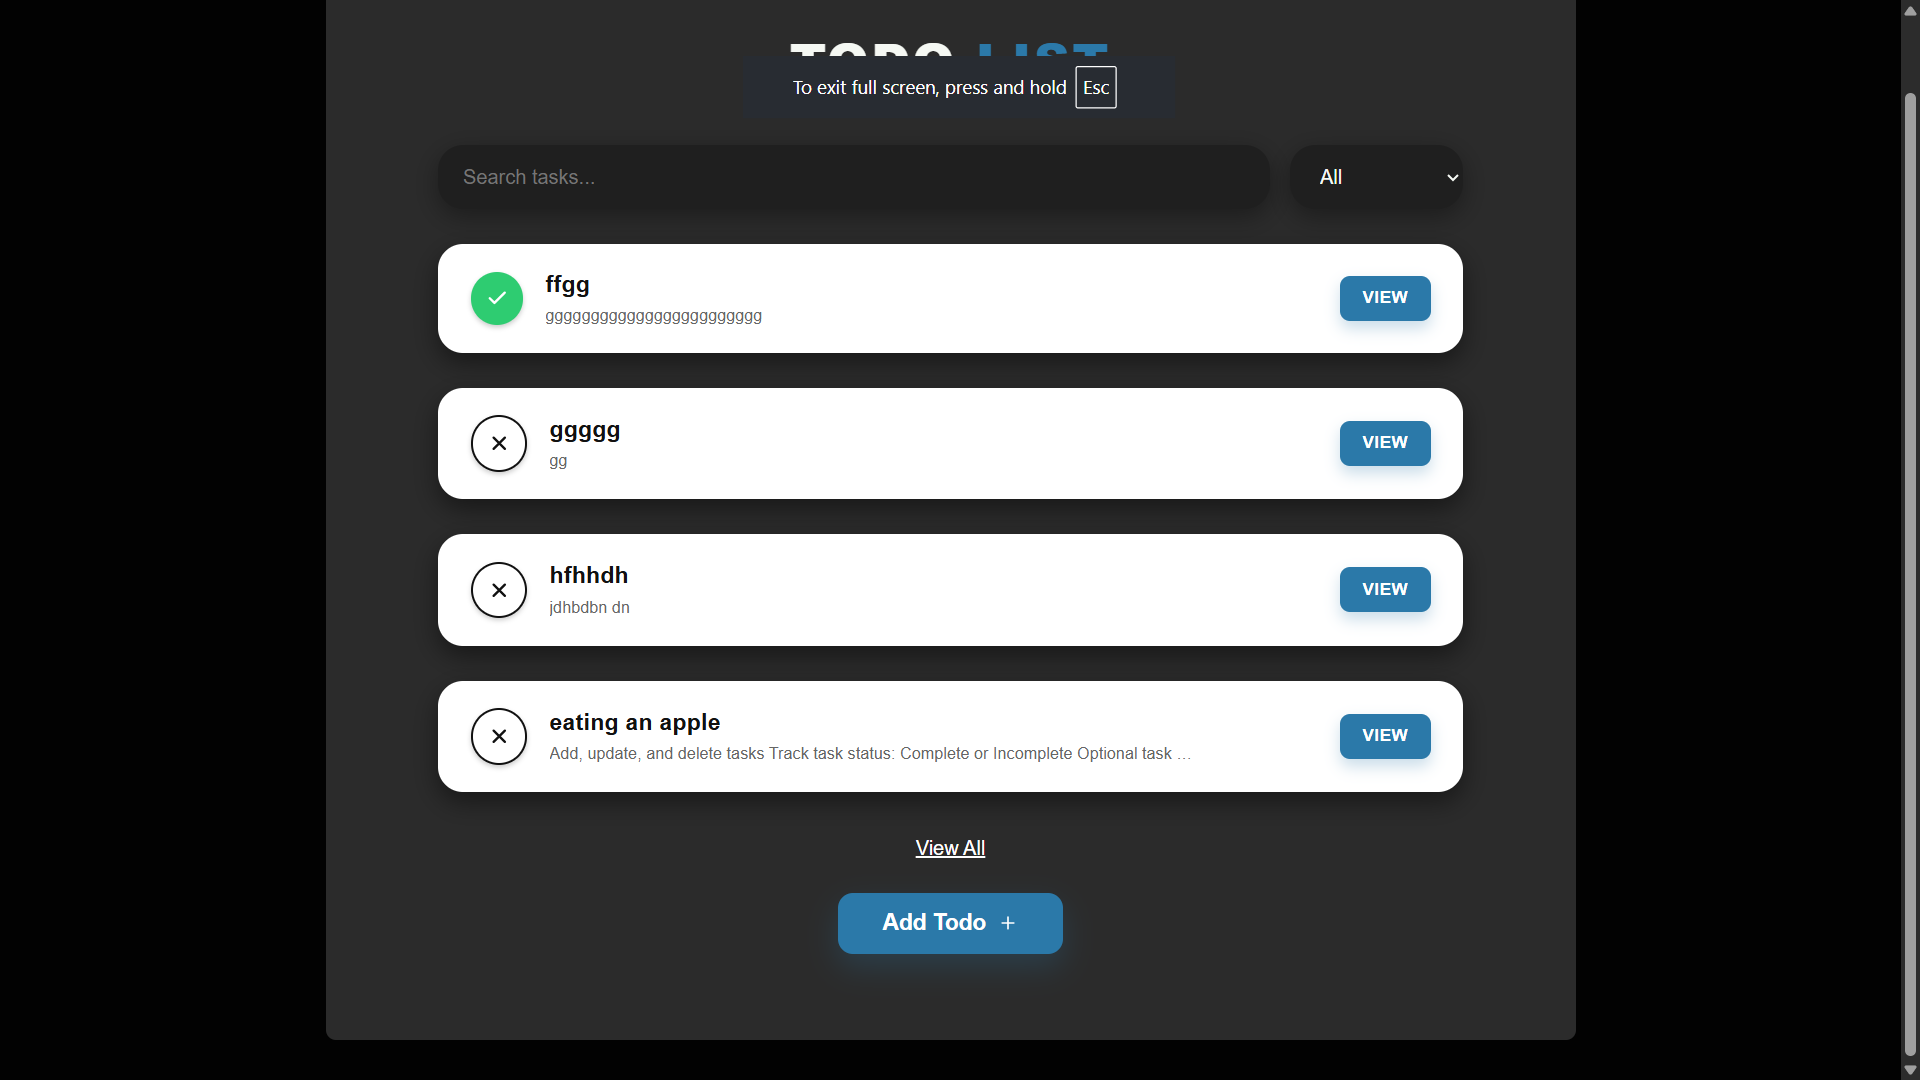 TODO LIST
To exit full screen, press and hold Esc
Search tasks...
All
ffgg
gggggggggggggggggggggggg
VIEW
ggggg
gg
VIEW
hfhhdh
jdhbdbn dn
VIEW
eating an apple
Add, update, and delete tasks Track task status: Complete or Incomplete Optional task ...
VIEW
View All
Add Todo +